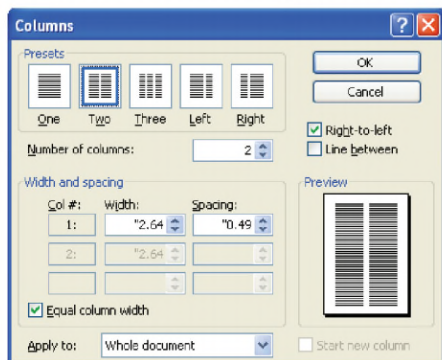 Columns
Presets
One Two Three Left Right
OK
Cancel
Number of columns: 2
Right-to-left
Line between
Width and spacing
Preview
Col #: Width: Spacing:
1: "2.64 "0.49
2: "2.64
Equal column width
Apply to: Whole document
Start new column